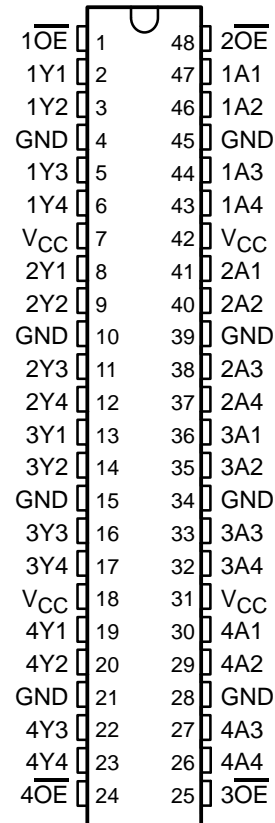 1O̅E̅ 1 48 2O̅E̅
1Y1 2 47 1A1
1Y2 3 46 1A2
GND 4 45 GND
1Y3 5 44 1A3
1Y4 6 43 1A4
VCC 7 42 VCC
2Y1 8 41 2A1
2Y2 9 40 2A2
GND 10 39 GND
2Y3 11 38 2A3
2Y4 12 37 2A4
3Y1 13 36 3A1
3Y2 14 35 3A2
GND 15 34 GND
3Y3 16 33 3A3
3Y4 17 32 3A4
VCC 18 31 VCC
4Y1 19 30 4A1
4Y2 20 29 4A2
GND 21 28 GND
4Y3 22 27 4A3
4Y4 23 26 4A4
4O̅E̅ 24 25 3O̅E̅